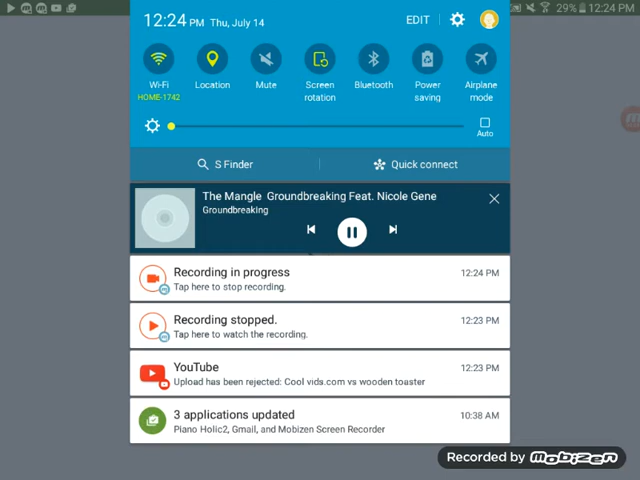 29% 12:24 PM
12:24 PM Thu, July 14
EDIT
Wi-Fi
HOME-1742
Location
Mute
Screen
rotation
Bluetooth
Power
saving
Airplane
mode
Auto
S Finder
Quick connect
The Mangle Groundbreaking Feat. Nicole Gene
Groundbreaking
Recording in progress
12:24 PM
Tap here to stop recording.
Recording stopped.
12:23 PM
Tap here to watch the recording.
YouTube
12:23 PM
Upload has been rejected: Cool vids.com vs wooden toaster
3 applications updated
10:38 AM
Piano Holic2, Gmail, and Mobizen Screen Recorder
Recorded by Mobizen